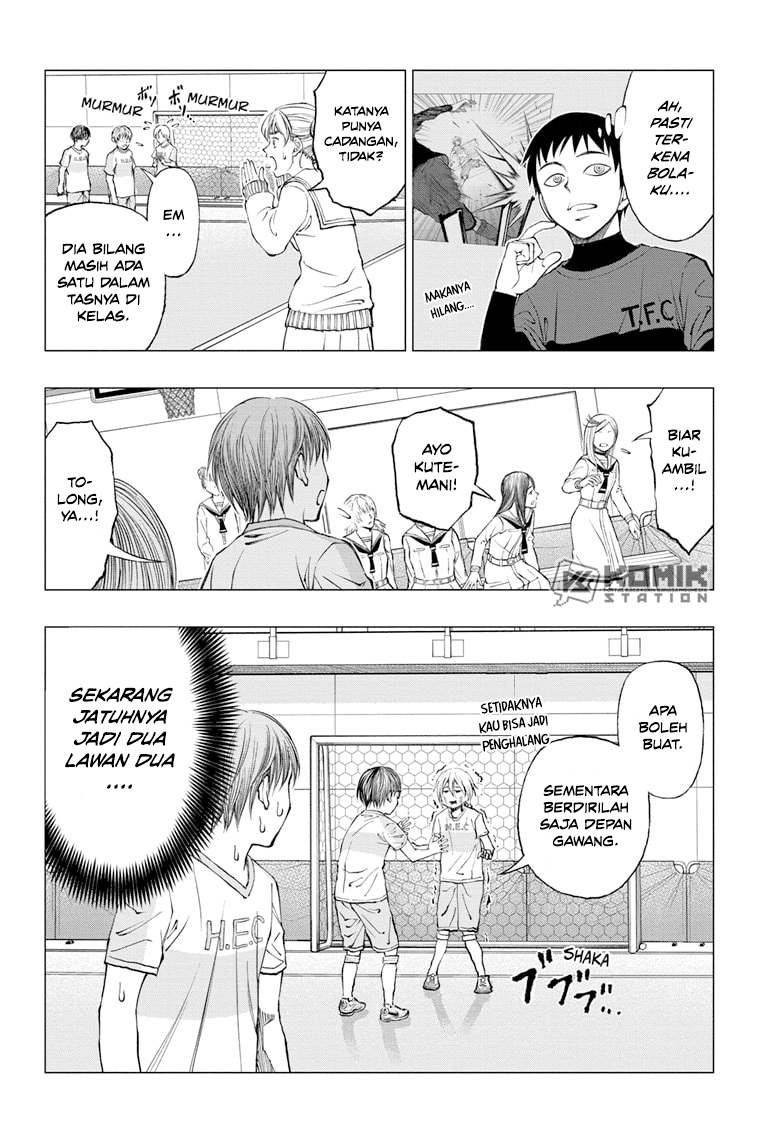 AH,
PASTI
TER-
KENA
BOLA-
KU....
MAKANYA
HILANG....
T.F.C
KATANYA
PUNYA
CADANGAN,
TIDAK?
MURMUR
ボソ
ボソ
MURMUR
EM
...
DIA BILANG
MASIH ADA
SATU DALAM
TASNYA DI
KELAS.
BIAR
KU-
AMBIL
...!
AYO
KUTE-
MANI!
TO-
LONG,
YA...!
KOMIK
STATION
APA
BOLEH
BUAT.
SEMENTARA
BERDIRILAH
SAJA DEPAN
GAWANG.
SETIDAKNYA
KAU BISA JADI
PENGHALANG
SEKARANG
JATUHNYA
JADI DUA
LAWAN DUA
....
H.E.C
H.E.C
SHAKA
ブブブ...